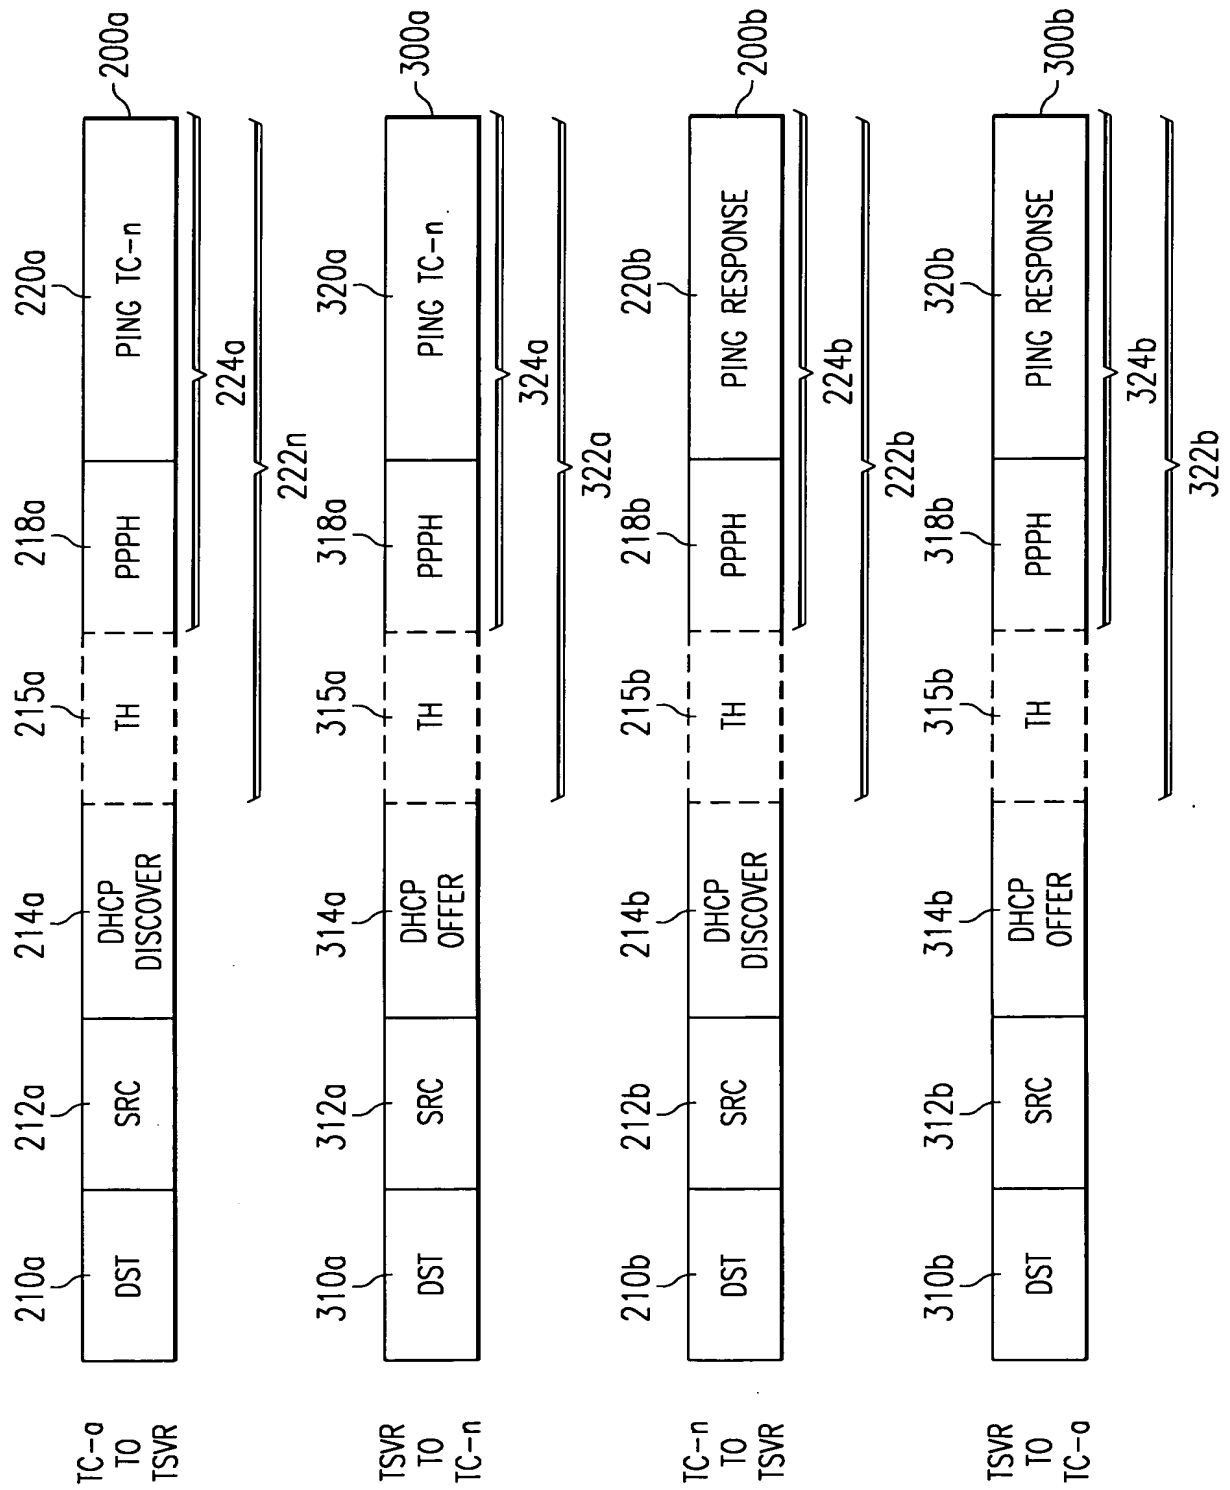 TC-a
TO
TSVR
210a
212a
214a
215a
218a
220a
200a
DST
SRC
DHCP
DISCOVER
TH
PPPH
PING TC-n
224a
222n
TSVR
TO
TC-n
310a
312a
314a
315a
318a
320a
300a
DST
SRC
DHCP
OFFER
TH
PPPH
PING TC-n
324a
322a
TC-n
TO
TSVR
210b
212b
214b
215b
218b
220b
200b
DST
SRC
DHCP
DISCOVER
TH
PPPH
PING RESPONSE
224b
222b
TSVR
TO
TC-a
310b
312b
314b
315b
318b
320b
300b
DST
SRC
DHCP
OFFER
TH
PPPH
PING RESPONSE
324b
322b